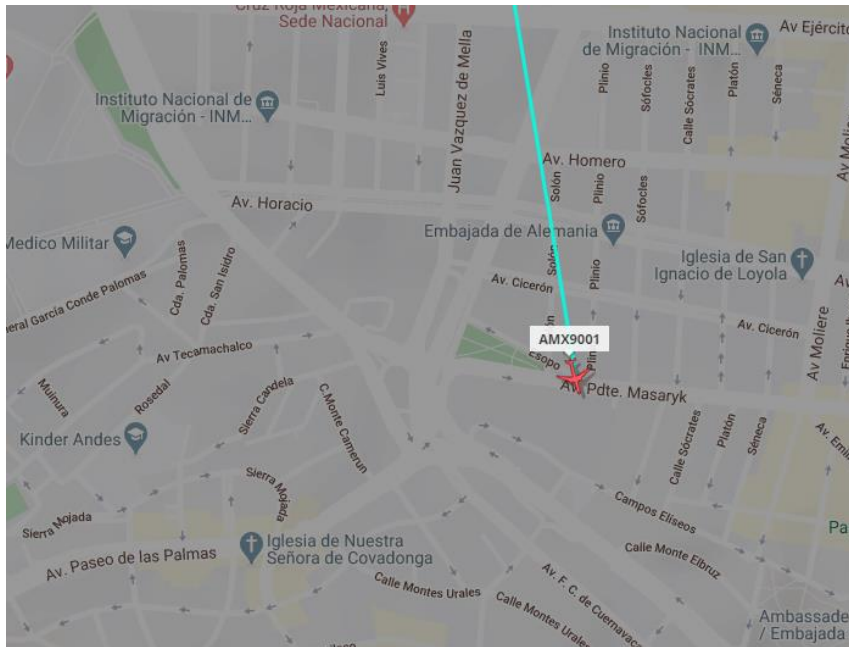 Cruz Roja Mexicana,
Sede Nacional
Instituto Nacional
de Migración - INM...
Av Ejército
Luis Vives
Juan Vazquez de Mella
Plinio
Sófocles
Calle Sócrates
Platón
Séneca
Instituto Nacional de
Migración - INM...
Av. Homero
Av Moliere
Solón
Plinio
Sófocles
Av. Horacio
Embajada de Alemania
Medico Militar
Cda. Palomas
Cda. San Isidro
Solón
Plinio
Iglesia de San
Ignacio de Loyola
Av. Cicerón
Av. Cicerón
eneral García Conde Palomas
AMX9001
Esopo
Av Tecamachalco
Av. Pdte. Masaryk
Av Moliere
Muinura
Rosedal
Sierra Candela
C.Monte Camerun
Kinder Andes
Calle Sócrates
Platón
Séneca
Sierra Mojada
Sierra Mojada
Campos Elíseos
Iglesia de Nuestra
Señora de Covadonga
Av. Paseo de las Palmas
Calle Monte Elbruz
Calle Montes Urales
Calle Montes Urales
Av. F. C. de Cuernavaca
Ambassade
/ Embajada